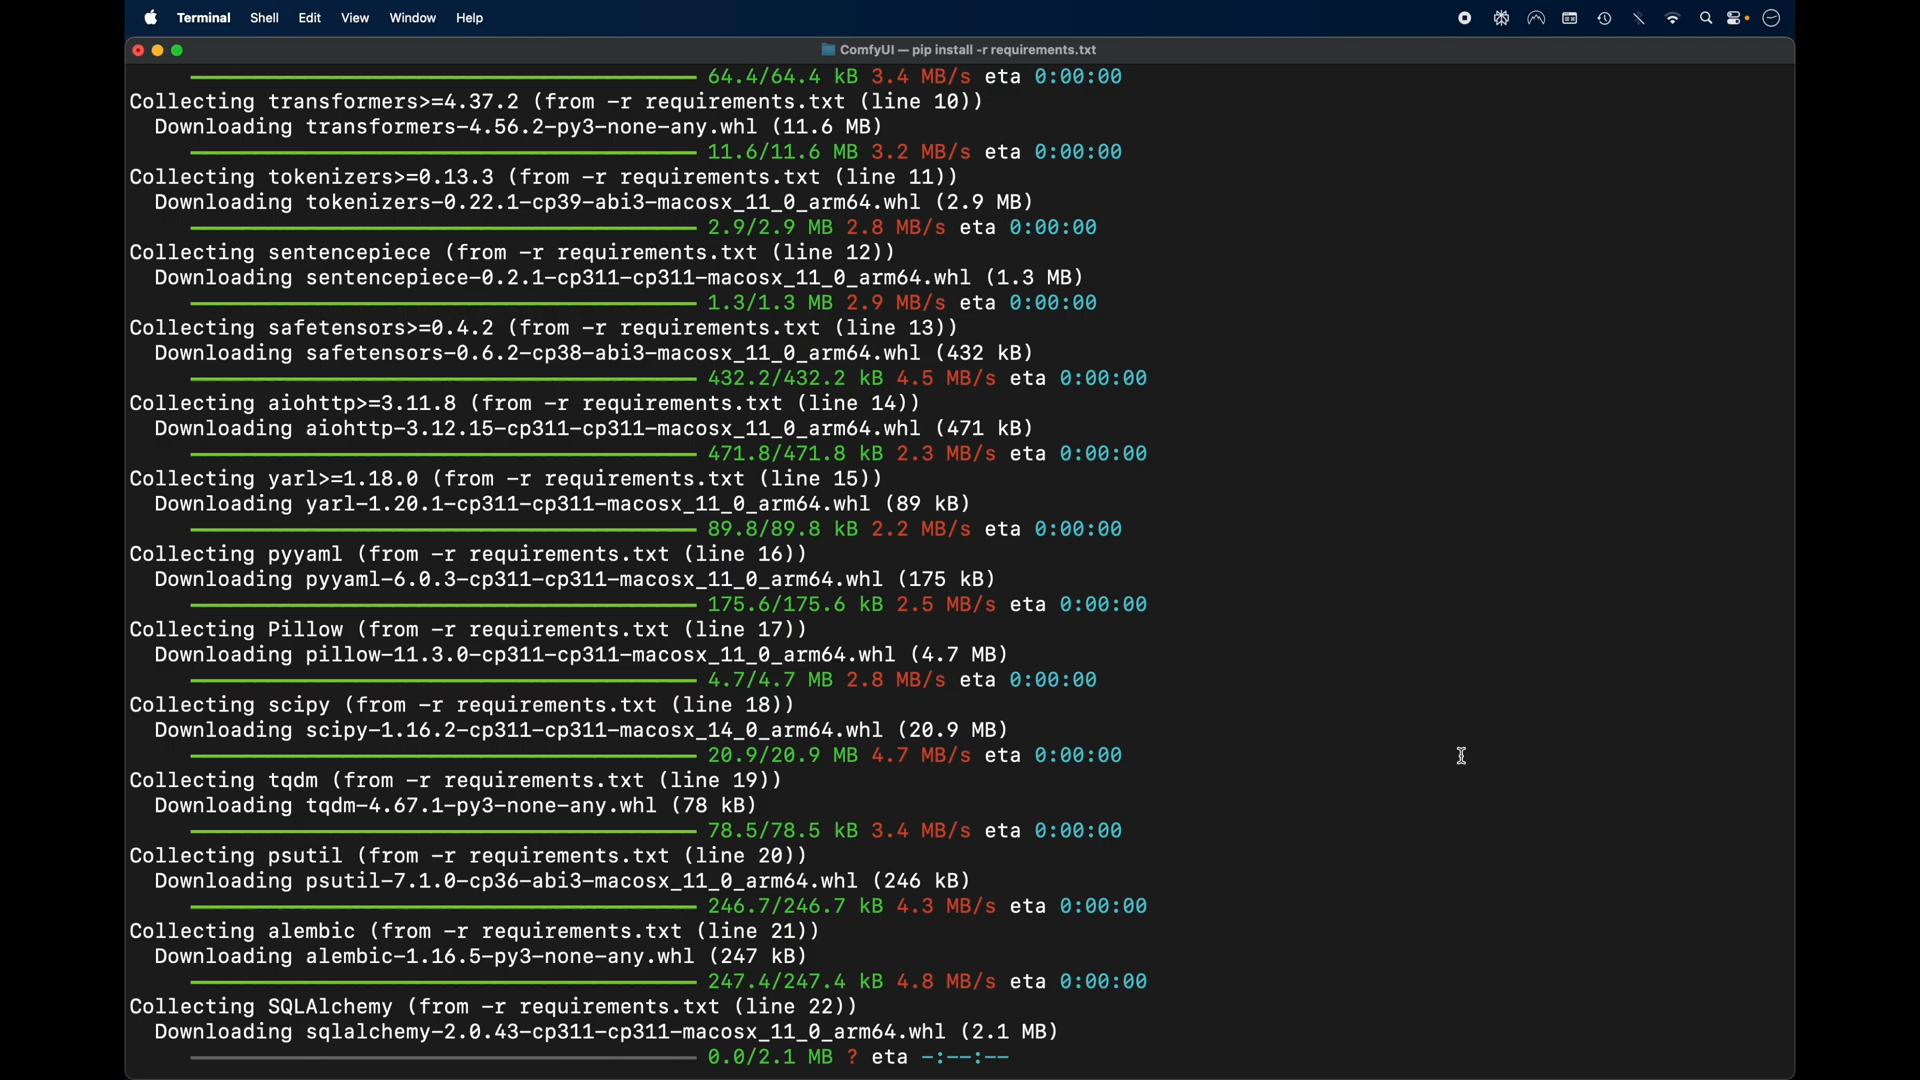 Terminal Shell Edit View Window Help
ComfyUI — pip install -r requirements.txt
64.4/64.4 kB 3.4 MB/s eta 0:00:00
Collecting transformers>=4.37.2 (from -r requirements.txt (line 10))
Downloading transformers-4.56.2-py3-none-any.whl (11.6 MB)
11.6/11.6 MB 3.2 MB/s eta 0:00:00
Collecting tokenizers>=0.13.3 (from -r requirements.txt (line 11))
Downloading tokenizers-0.22.1-cp39-abi3-macosx_11_0_arm64.whl (2.9 MB)
2.9/2.9 MB 2.8 MB/s eta 0:00:00
Collecting sentencepiece (from -r requirements.txt (line 12))
Downloading sentencepiece-0.2.1-cp311-cp311-macosx_11_0_arm64.whl (1.3 MB)
1.3/1.3 MB 2.9 MB/s eta 0:00:00
Collecting safetensors>=0.4.2 (from -r requirements.txt (line 13))
Downloading safetensors-0.6.2-cp38-abi3-macosx_11_0_arm64.whl (432 kB)
432.2/432.2 kB 4.5 MB/s eta 0:00:00
Collecting aiohttp>=3.11.8 (from -r requirements.txt (line 14))
Downloading aiohttp-3.12.15-cp311-cp311-macosx_11_0_arm64.whl (471 kB)
471.8/471.8 kB 2.3 MB/s eta 0:00:00
Collecting yarl>=1.18.0 (from -r requirements.txt (line 15))
Downloading yarl-1.20.1-cp311-cp311-macosx_11_0_arm64.whl (89 kB)
89.8/89.8 kB 2.2 MB/s eta 0:00:00
Collecting pyyaml (from -r requirements.txt (line 16))
Downloading pyyaml-6.0.3-cp311-cp311-macosx_11_0_arm64.whl (175 kB)
175.6/175.6 kB 2.5 MB/s eta 0:00:00
Collecting Pillow (from -r requirements.txt (line 17))
Downloading pillow-11.3.0-cp311-cp311-macosx_11_0_arm64.whl (4.7 MB)
4.7/4.7 MB 2.8 MB/s eta 0:00:00
Collecting scipy (from -r requirements.txt (line 18))
Downloading scipy-1.16.2-cp311-cp311-macosx_14_0_arm64.whl (20.9 MB)
20.9/20.9 MB 4.7 MB/s eta 0:00:00
Collecting tqdm (from -r requirements.txt (line 19))
Downloading tqdm-4.67.1-py3-none-any.whl (78 kB)
78.5/78.5 kB 3.4 MB/s eta 0:00:00
Collecting psutil (from -r requirements.txt (line 20))
Downloading psutil-7.1.0-cp36-abi3-macosx_11_0_arm64.whl (246 kB)
246.7/246.7 kB 4.3 MB/s eta 0:00:00
Collecting alembic (from -r requirements.txt (line 21))
Downloading alembic-1.16.5-py3-none-any.whl (247 kB)
247.4/247.4 kB 4.8 MB/s eta 0:00:00
Collecting SQLAlchemy (from -r requirements.txt (line 22))
Downloading sqlalchemy-2.0.43-cp311-cp311-macosx_11_0_arm64.whl (2.1 MB)
0.0/2.1 MB ? eta -:--:--